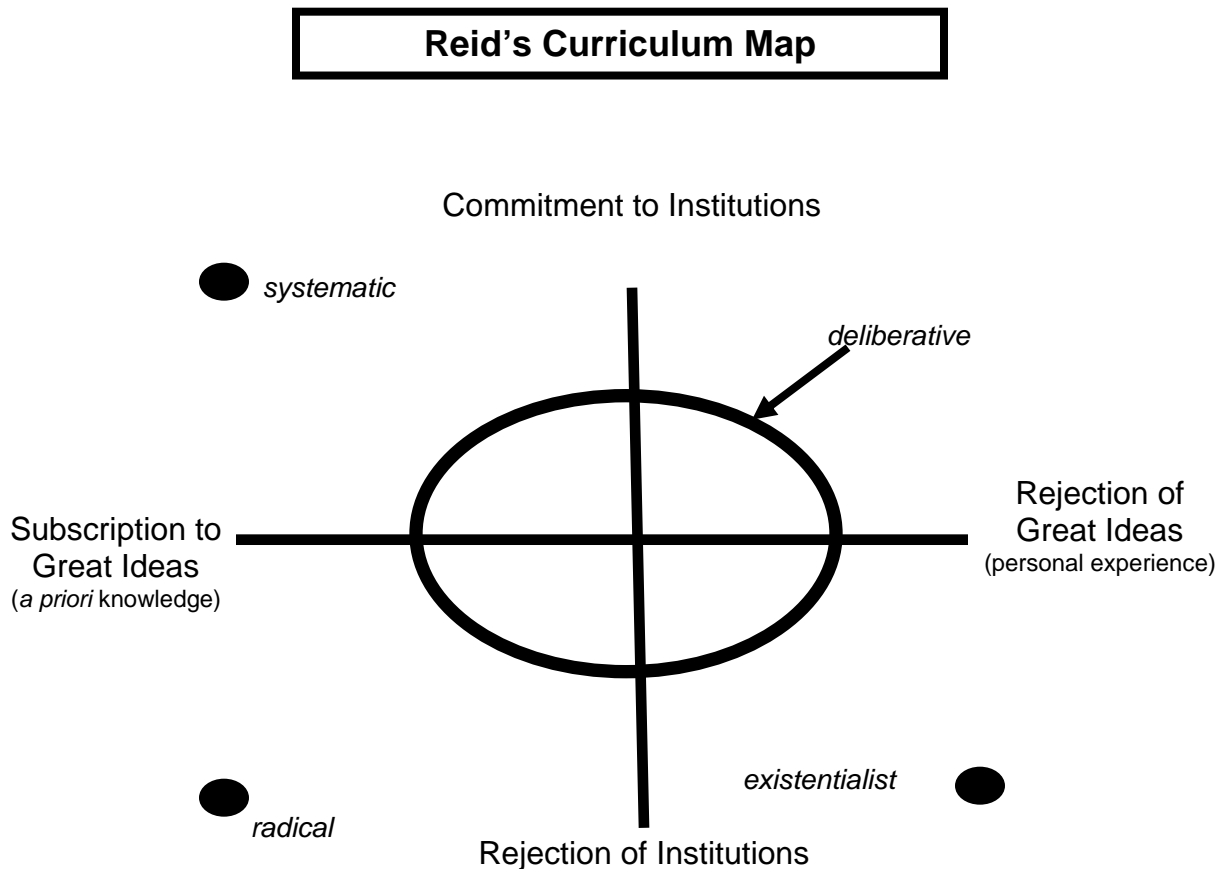 Reid's Curriculum Map
Commitment to Institutions
systematic
deliberative
Subscription to
Great Ideas
(a priori knowledge)
Rejection of
Great Ideas
(personal experience)
existentialist
radical
Rejection of Institutions